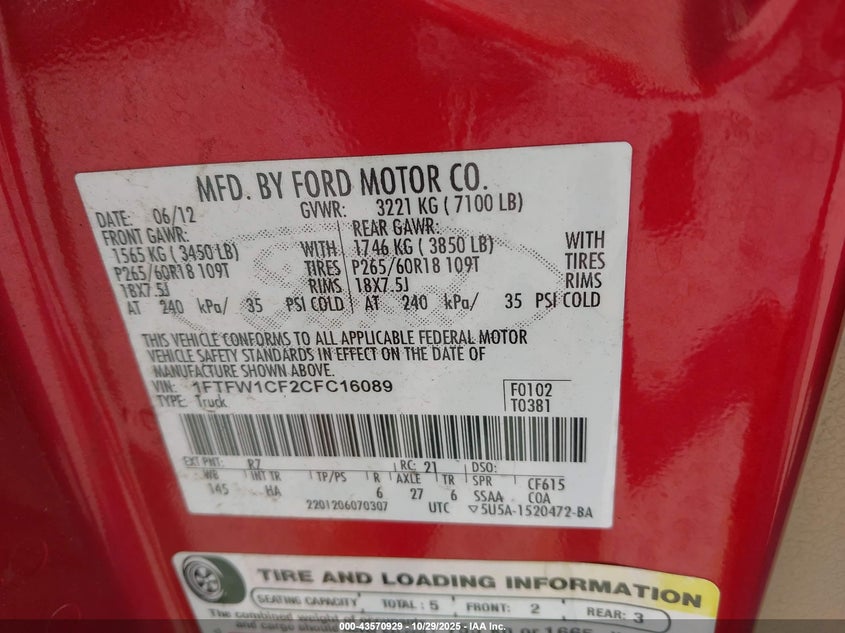 MFD. BY FORD MOTOR CO.
DATE: 06/12 GVWR: 3221 KG ( 7100 LB)
FRONT GAWR: REAR GAWR:
1565 KG ( 3450 LB) WITH 1746 KG ( 3850 LB) WITH
P265/60R18 109T TIRES P265/60R18 109T TIRES
18X7.5J RIMS 18X7.5J RIMS
AT 240 kPa/ 35 PSI COLD AT 240 kPa/ 35 PSI COLD
THIS VEHICLE CONFORMS TO ALL APPLICABLE FEDERAL MOTOR
VEHICLE SAFETY STANDARDS IN EFFECT ON THE DATE OF
MANUFACTURE SHOWN ABOVE.
VIN: 1FTFW1CF2CFC16089 F0102
TYPE: Truck T0381
EXT PNT: R7 RC: 21 DSO:
WB INT TR TP/PS R AXLE TR SPR CF615
145 HA 6 27 6 SSAA COA
2201206070307 UTC ▽5U5A-1520472-BA
TIRE AND LOADING INFORMATION
SEATING CAPACITY TOTAL : 5 FRONT: 2 REAR: 3
The combined weight of
#### 000-43570929 - 10/29/2025 - IAA Inc.